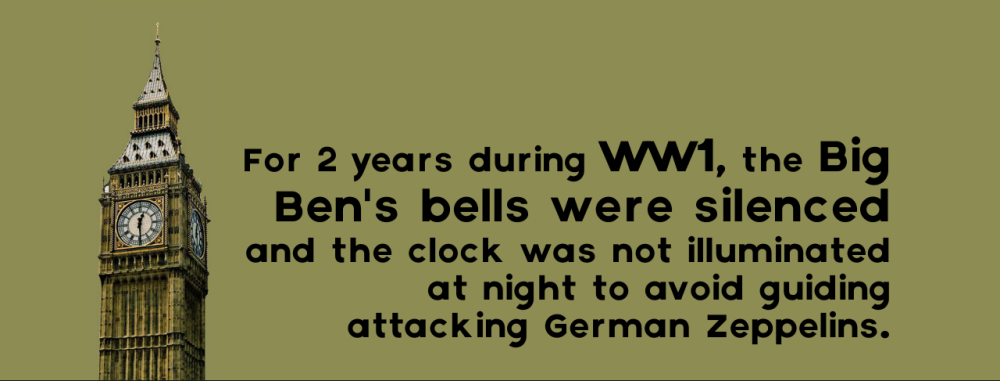 For 2 years during WW1, the Big
Ben's bells were silenced
and the clock was not illuminated
at night to avoid guiding
attacking German Zeppelins.